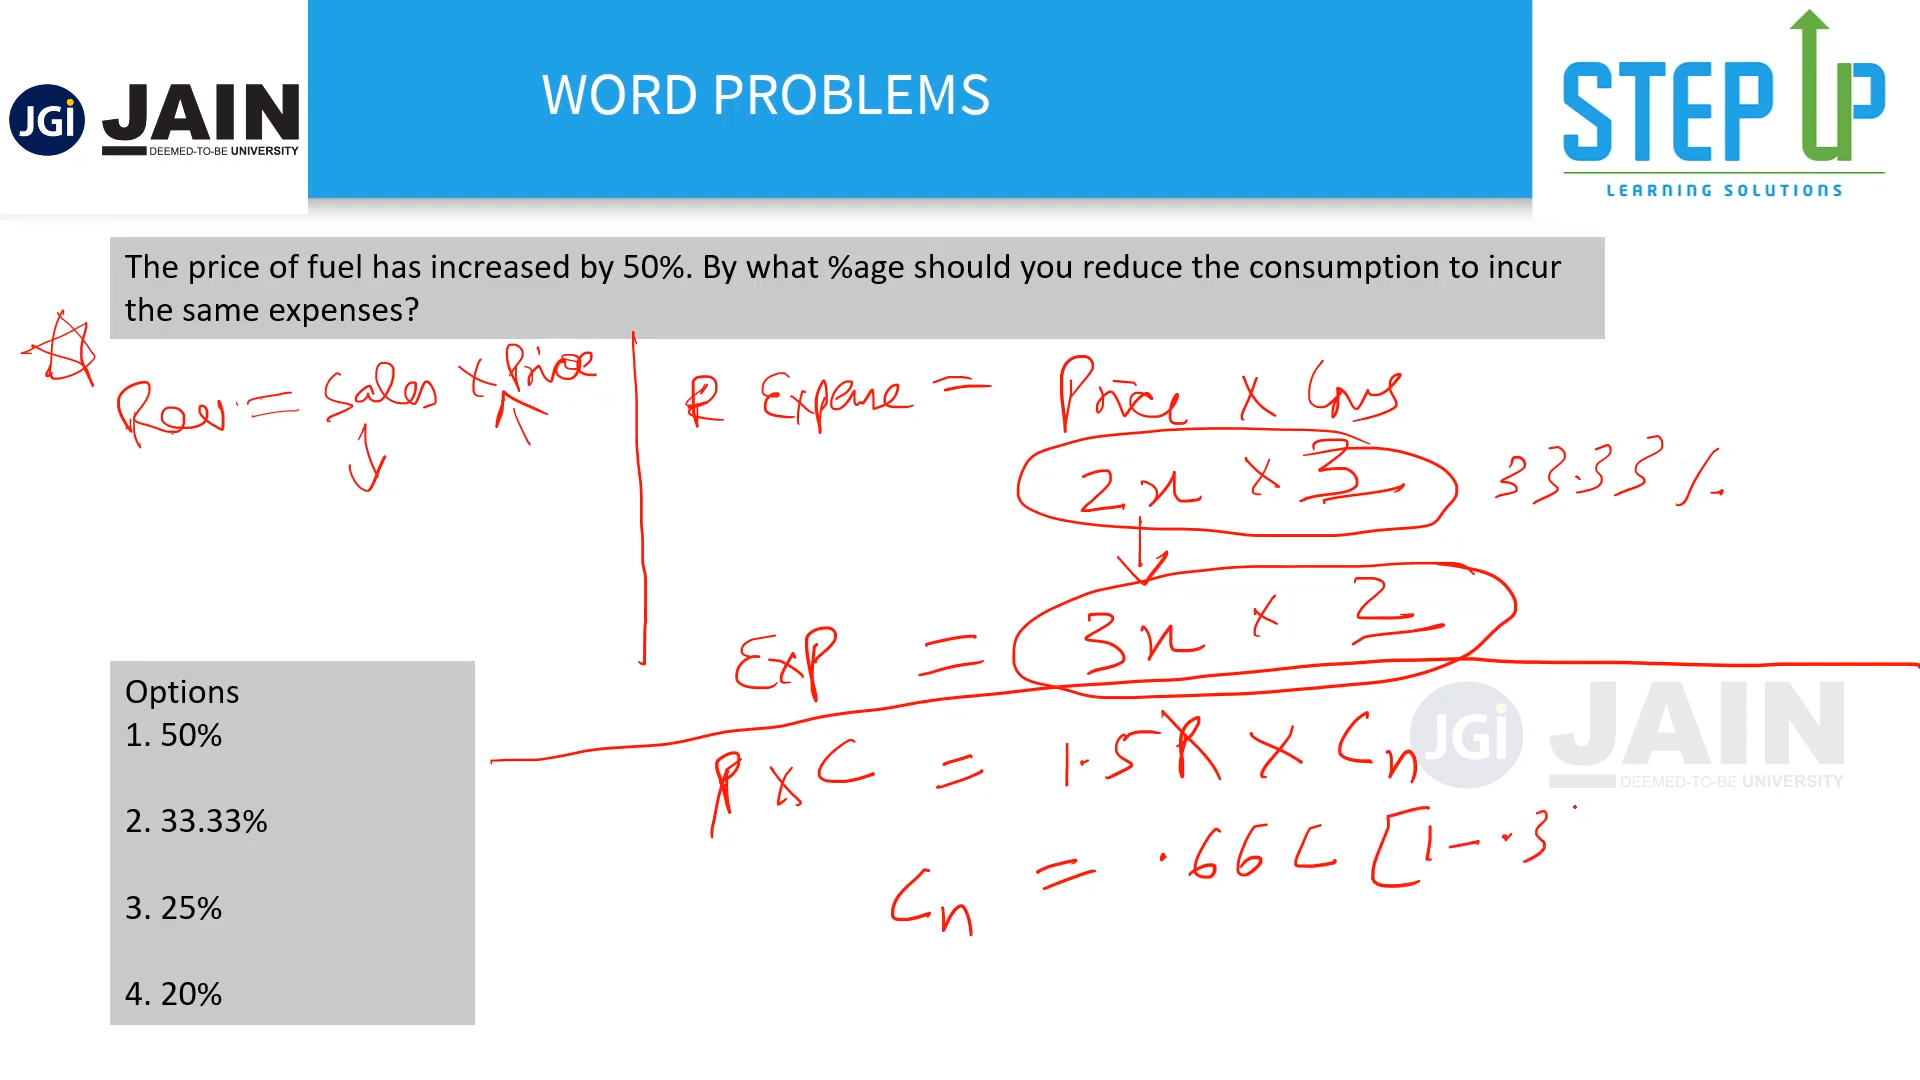 JGi JAIN
DEEMED-TO-BE UNIVERSITY
WORD PROBLEMS
STEP UP
LEARNING SOLUTIONS
The price of fuel has increased by 50%. By what %age should you reduce the consumption to incur
the same expenses?
Rev = Sales × Price
R Expense = Price × Cons
2x × 3 33.33 %
Exp = 3x × 2
P × C = 1.5P × Cn
Cn = .66 C [1 - .3
Options
1. 50%
2. 33.33%
3. 25%
4. 20%
JGi JAIN
DEEMED-TO-BE UNIVERSITY